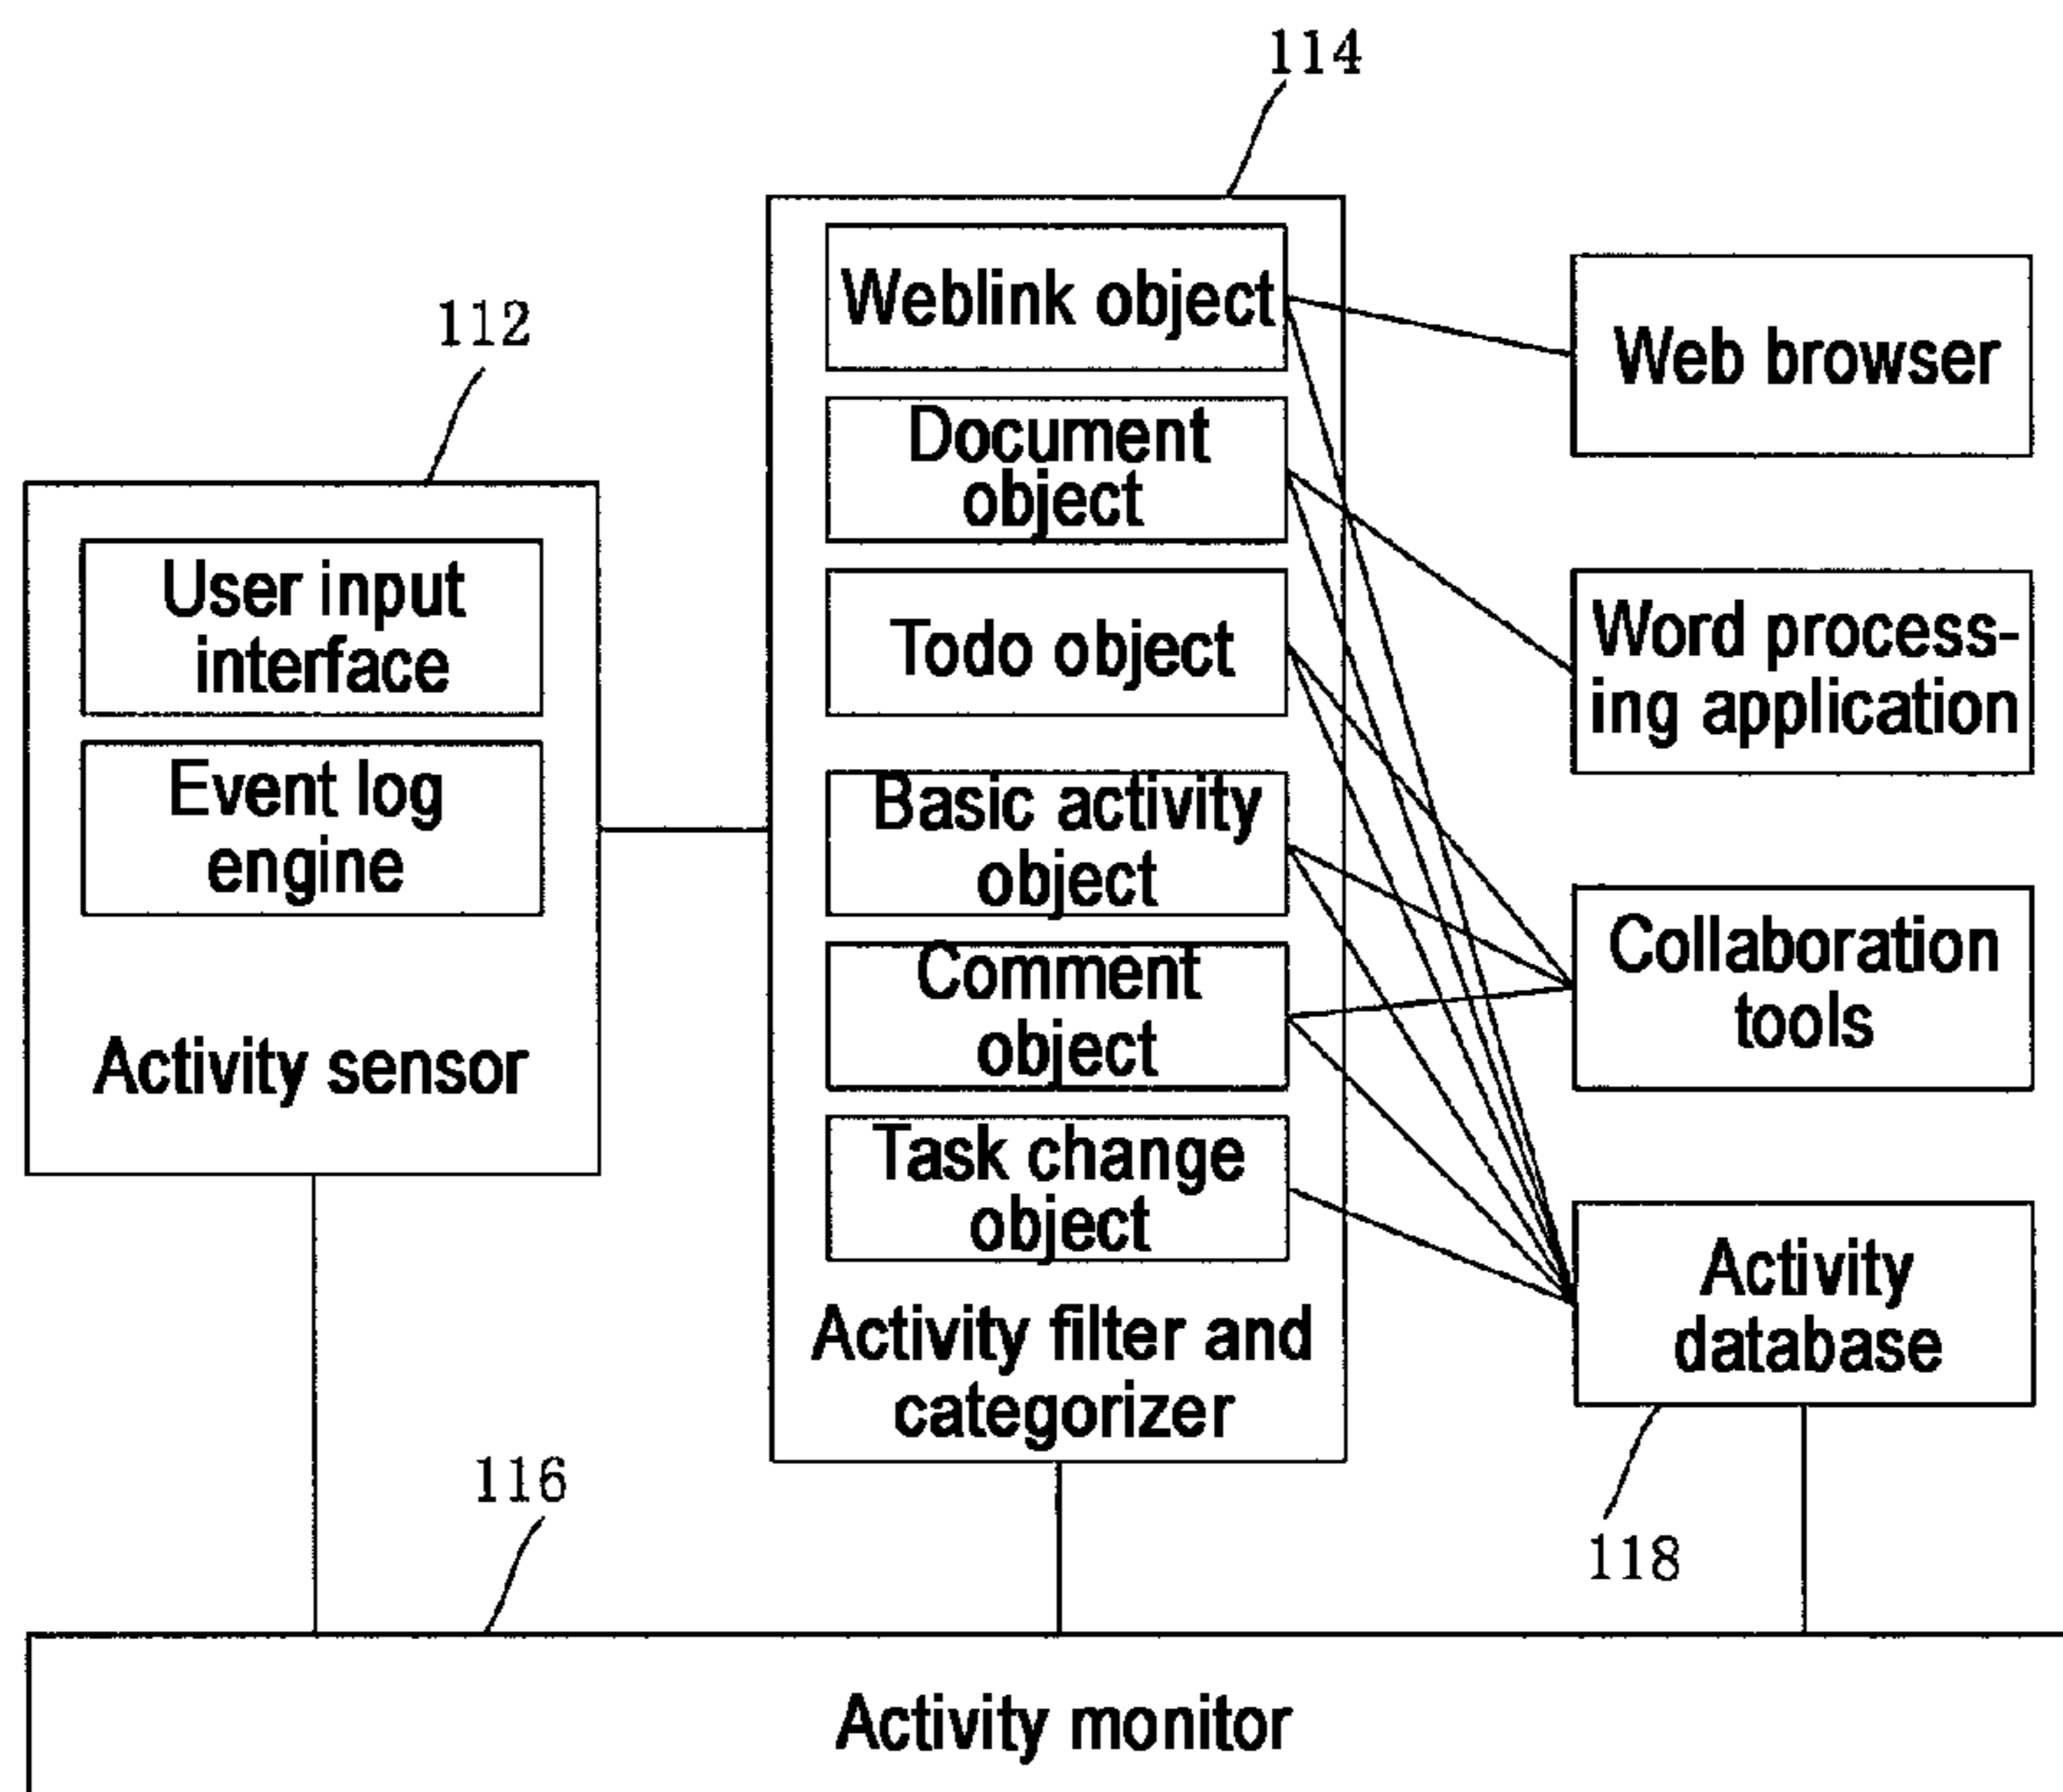 114
112
Weblink object
Document
object
Todo object
Basic activity
object
Comment
object
Task change
object
Activity filter and
categorizer
User input
interface
Event log
engine
Activity sensor
Web browser
Word process-
ing application
Collaboration
tools
Activity
database
116
118
Activity monitor